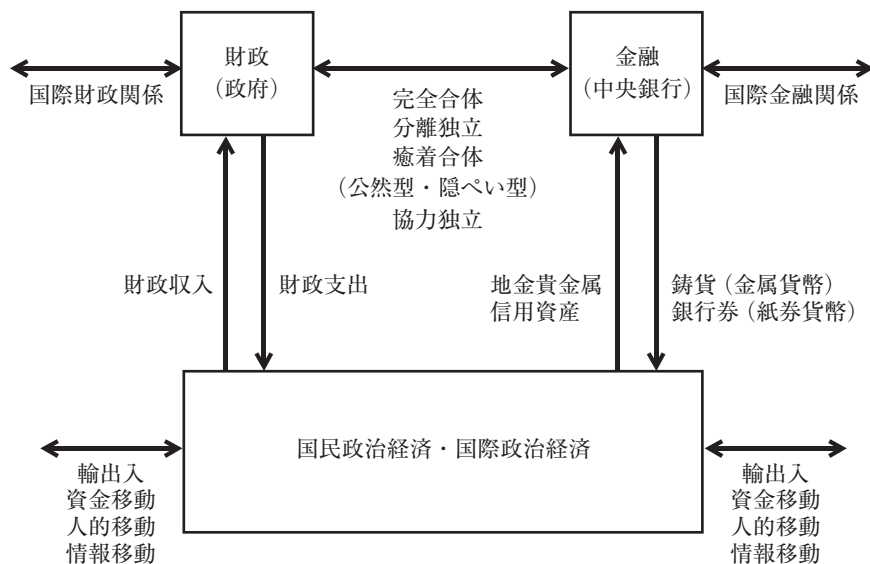 財政
（政府）
金融
（中央銀行）
国際財政関係
完全合体
分離独立
癒着合体
（公然型・隠ぺい型）
協力独立
国際金融関係
財政収入
財政支出
地金貴金属
信用資産
鋳貨（金属貨幣）
銀行券（紙券貨幣）
国民政治経済・国際政治経済
輸出入
資金移動
人的移動
情報移動
輸出入
資金移動
人的移動
情報移動